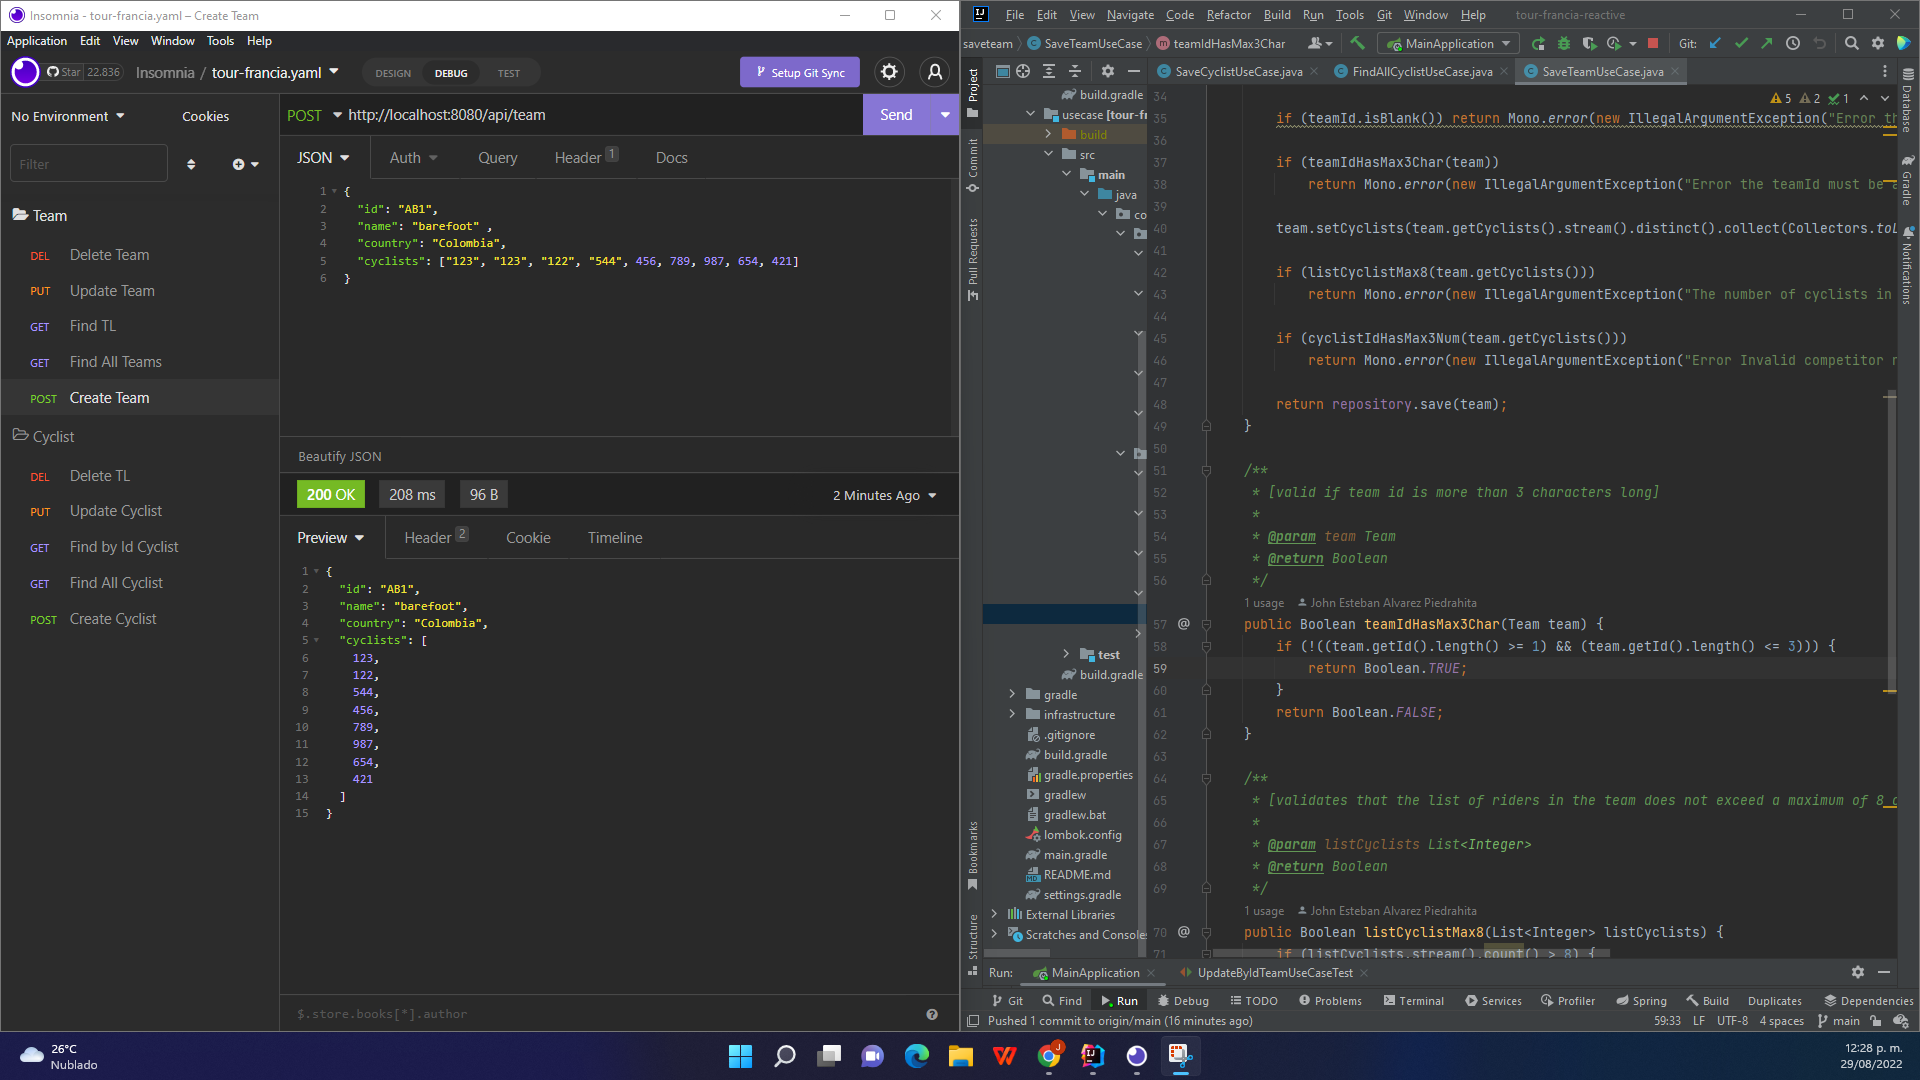 Insomnia - tour-francia.yaml – Create Team
Application Edit View Window Tools Help
Star 22.836 Insomnia / tour-francia.yaml DESIGN DEBUG TEST Setup Git Sync
No Environment Cookies
Filter
Team
DEL Delete Team
PUT Update Team
GET Find TL
GET Find All Teams
POST Create Team
Cyclist
DEL Delete TL
PUT Update Cyclist
GET Find by Id Cyclist
GET Find All Cyclist
POST Create Cyclist
POST http://localhost:8080/api/team Send
JSON Auth Query Header 1 Docs
1 {
2 "id": "AB1",
3 "name": "barefoot" ,
4 "country": "Colombia",
5 "cyclists": ["123", "123", "122", "544", 456, 789, 987, 654, 421]
6 }
Beautify JSON
200 OK 208 ms 96 B 2 Minutes Ago
Preview Header 2 Cookie Timeline
1 {
2 "id": "AB1",
3 "name": "barefoot",
4 "country": "Colombia",
5 "cyclists": [
6 123,
7 122,
8 544,
9 456,
10 789,
11 987,
12 654,
13 421
14 ]
15 }
$.store.books[*].author
File Edit View Navigate Code Refactor Build Run Tools Git Window Help tour-francia-reactive
saveteam SaveTeamUseCase teamIdHasMax3Char MainApplication Git:
SaveCyclistUseCase.java FindAllCyclistUseCase.java SaveTeamUseCase.java
Project
Commit
Pull Requests
Bookmarks
Structure
build.gradle
usecase [tour-fr
build
src
main
java
co
test
build.gradle
gradle
infrastructure
.gitignore
build.gradle
gradle.properties
gradlew
gradlew.bat
lombok.config
main.gradle
README.md
settings.gradle
External Libraries
Scratches and Console
5 2 1
34
35 if (teamId.isBlank()) return Mono.error(new IllegalArgumentException("Error th
36
37 if (teamIdHasMax3Char(team))
38 return Mono.error(new IllegalArgumentException("Error the teamId must be a
39
40 team.setCyclists(team.getCyclists().stream().distinct().collect(Collectors.toL
41
42 if (listCyclistMax8(team.getCyclists()))
43 return Mono.error(new IllegalArgumentException("The number of cyclists in
44
45 if (cyclistIdHasMax3Num(team.getCyclists()))
46 return Mono.error(new IllegalArgumentException("Error Invalid competitor n
47
48 return repository.save(team);
49 }
50
51 /**
52 * [valid if team id is more than 3 characters long]
53 *
54 * @param team Team
55 * @return Boolean
56 */
1 usage John Esteban Alvarez Piedrahita
57 @ public Boolean teamIdHasMax3Char(Team team) {
58 if (!((team.getId().length() >= 1) && (team.getId().length() <= 3))) {
59 return Boolean.TRUE;
60 }
61 return Boolean.FALSE;
62 }
63
64 /**
65 * [validates that the list of riders in the team does not exceed a maximum of 8 c
66 *
67 * @param listCyclists List<Integer>
68 * @return Boolean
69 */
1 usage John Esteban Alvarez Piedrahita
70 @ public Boolean listCyclistMax8(List<Integer> listCyclists) {
71 if (listCyclists.stream().count() > 8) {
Database
Gradle
Notifications
Run: MainApplication UpdateByIdTeamUseCaseTest
Git Find Run Debug TODO Problems Terminal Services Profiler Spring Build Duplicates Dependencies
Pushed 1 commit to origin/main (16 minutes ago) 59:33 LF UTF-8 4 spaces main
26°C
Nublado
12:28 p. m.
29/08/2022